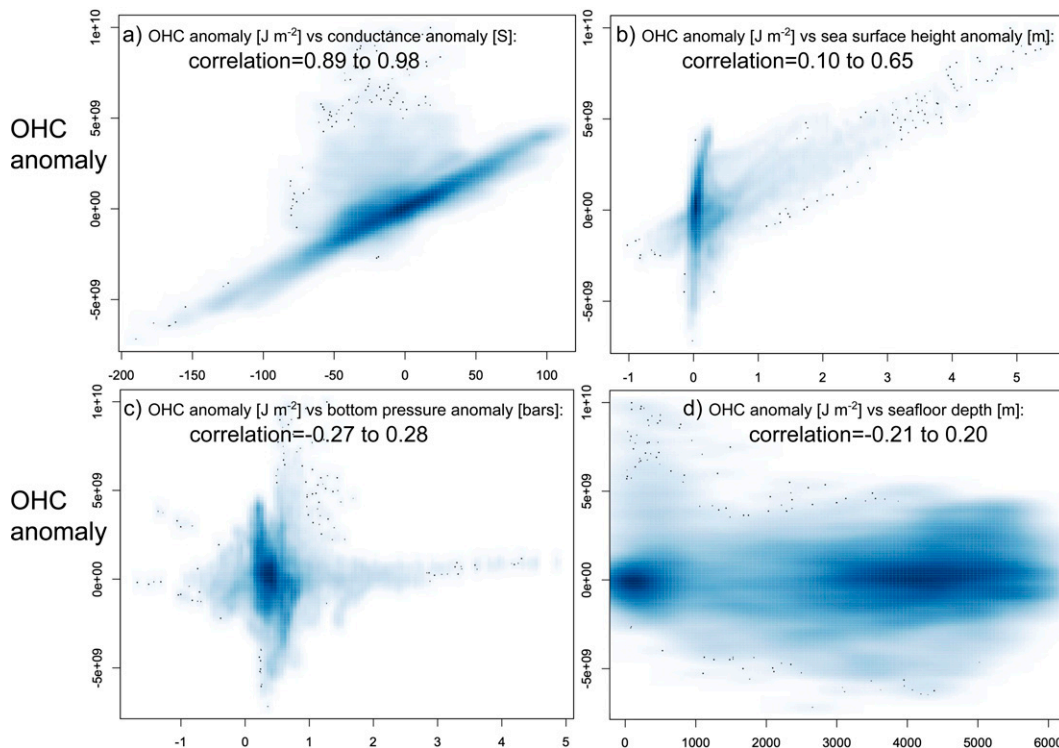 a) OHC anomaly [J m⁻²] vs conductance anomaly [S]:
correlation=0.89 to 0.98
OHC
anomaly
1e+10
5e+09
0e+00
-5e+09
-200 -150 -100 -50 0 50 100
b) OHC anomaly [J m⁻²] vs sea surface height anomaly [m]:
correlation=0.10 to 0.65
1e+10
5e+09
0e+00
-5e+09
-1 0 1 2 3 4 5
c) OHC anomaly [J m⁻²] vs bottom pressure anomaly [bars]:
correlation=-0.27 to 0.28
OHC
anomaly
1e+10
5e+09
0e+00
-5e+09
-1 0 1 2 3 4 5
d) OHC anomaly [J m⁻²] vs seafloor depth [m]:
correlation=-0.21 to 0.20
1e+10
5e+09
0e+00
-5e+09
0 1000 2000 3000 4000 5000 6000